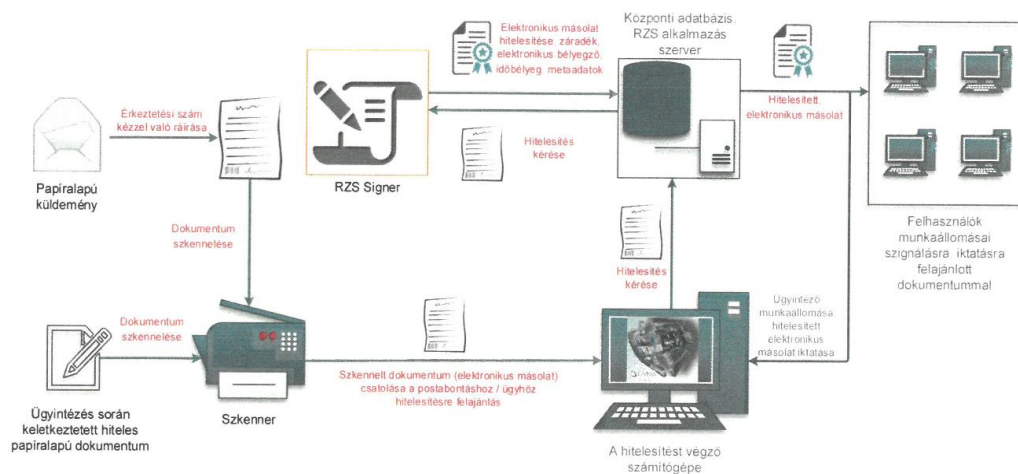 Elektronikus másolat
hitelesítése, záradék,
elektronikus bélyegző,
időbélyeg, metaadatok
Központi adatbázis,
RZS alkalmazás
szerver
Érkeztetési szám
kézzel való ráírása
Hitelesített,
elektronikus másolat
Hitelesítés
kérése
Papíralapú
küldemény
RZS Signer
Dokumentum
szkennelése
Hitelesítés
kérése
Felhasználók
munkaállomásai
szignálásra, iktatásra
felajánlott
dokumentummal
Dokumentum
szkennelése
Ügyintéző
munkaállomása
hitelesített
elektronikus
másolat iktatása
Szkennelt dokumentum (elektronikus másolat)
csatolása a postabontáshoz / ügyhöz
hitelesítésre felajánlás
Ügyintézés során
keletkeztetett hiteles
papíralapú dokumentum
Szkenner
A hitelesítést végző
számítógépe